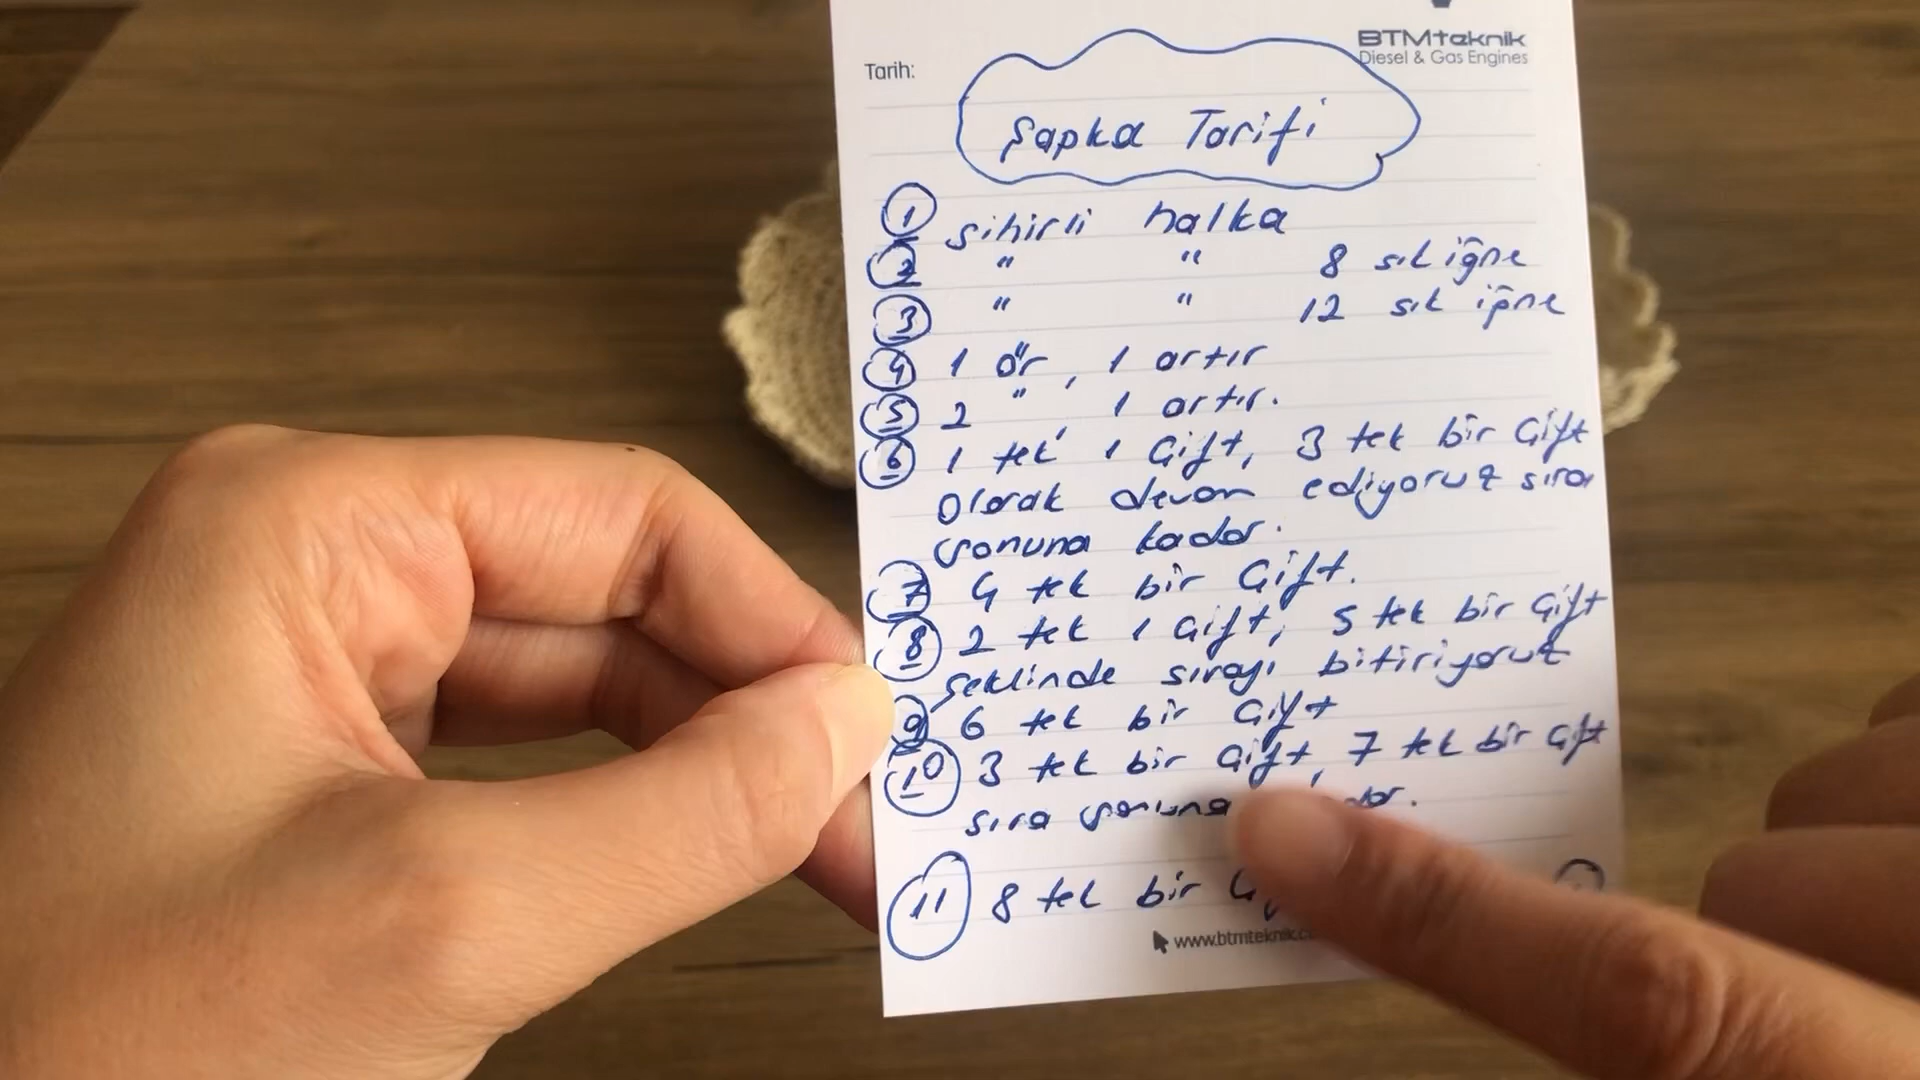 BTMteknik
Diesel & Gas Engines
Tarih:
Şapka Tarifi
1 Sihirli halka
2 " " 8 sık iğne
3 " " 12 sık iğne
4 1 ör, 1 artır
5 2 " , 1 artır.
6 1 tek 1 Çift, 3 tek bir Çift
olarak devam ediyoruz sıra
sonuna kadar.
7 4 tek bir Çift.
8 2 tek 1 Çift, 5 tek bir Çift
şeklinde sırayı bitiriyoruz
9 6 tek bir Çift
10 3 tek bir Çift, 7 tek bir Çift
sıra sonuna
11 8 tek bir